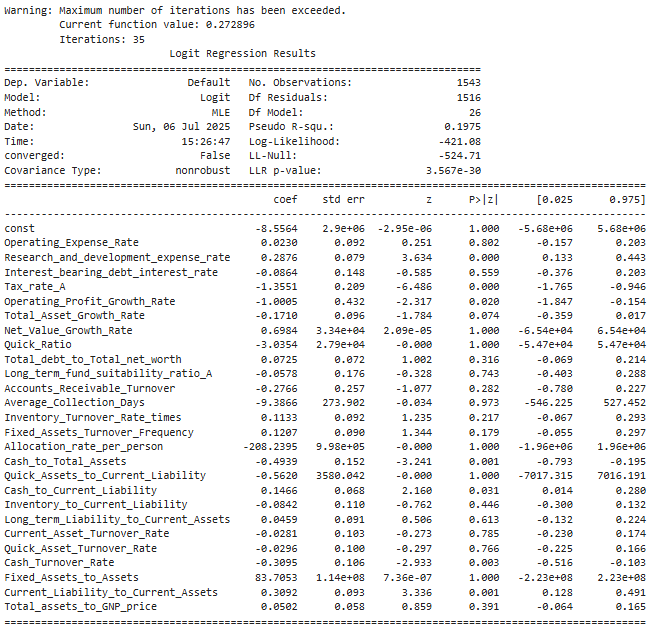 Warning: Maximum number of iterations has been exceeded.
         Current function value: 0.272896
         Iterations: 35
                           Logit Regression Results
==============================================================================
Dep. Variable:                Default   No. Observations:                 1543
Model:                          Logit   Df Residuals:                     1516
Method:                           MLE   Df Model:                           26
Date:                Sun, 06 Jul 2025   Pseudo R-squ.:                  0.1975
Time:                        15:26:47   Log-Likelihood:                -421.08
converged:                      False   LL-Null:                       -524.71
Covariance Type:            nonrobust   LLR p-value:                 3.567e-30
=========================================================================================================
                                            coef    std err          z      P>|z|      [0.025      0.975]
---------------------------------------------------------------------------------------------------------
const                                    -8.5564    2.9e+06  -2.95e-06      1.000   -5.68e+06    5.68e+06
Operating_Expense_Rate                    0.0230      0.092      0.251      0.802      -0.157       0.203
Research_and_development_expense_rate     0.2876      0.079      3.634      0.000       0.133       0.443
Interest_bearing_debt_interest_rate      -0.0864      0.148     -0.585      0.559      -0.376       0.203
Tax_rate_A                               -1.3551      0.209     -6.486      0.000      -1.765      -0.946
Operating_Profit_Growth_Rate             -1.0005      0.432     -2.317      0.020      -1.847      -0.154
Total_Asset_Growth_Rate                  -0.1710      0.096     -1.784      0.074      -0.359       0.017
Net_Value_Growth_Rate                     0.6984   3.34e+04   2.09e-05      1.000   -6.54e+04    6.54e+04
Quick_Ratio                              -3.0354   2.79e+04     -0.000      1.000   -5.47e+04    5.47e+04
Total_debt_to_Total_net_worth             0.0725      0.072      1.002      0.316      -0.069       0.214
Long_term_fund_suitability_ratio_A       -0.0578      0.176     -0.328      0.743      -0.403       0.288
Accounts_Receivable_Turnover             -0.2766      0.257     -1.077      0.282      -0.780       0.227
Average_Collection_Days                  -9.3866    273.902     -0.034      0.973    -546.225     527.452
Inventory_Turnover_Rate_times             0.1133      0.092      1.235      0.217      -0.067       0.293
Fixed_Assets_Turnover_Frequency           0.1207      0.090      1.344      0.179      -0.055       0.297
Allocation_rate_per_person             -208.2395   9.98e+05     -0.000      1.000   -1.96e+06    1.96e+06
Cash_to_Total_Assets                     -0.4939      0.152     -3.241      0.001      -0.793      -0.195
Quick_Assets_to_Current_Liability        -0.5620   3580.042     -0.000      1.000   -7017.315    7016.191
Cash_to_Current_Liability                 0.1466      0.068      2.160      0.031       0.014       0.280
Inventory_to_Current_Liability           -0.0842      0.110     -0.762      0.446      -0.300       0.132
Long_term_Liability_to_Current_Assets     0.0459      0.091      0.506      0.613      -0.132       0.224
Current_Asset_Turnover_Rate              -0.0281      0.103     -0.273      0.785      -0.230       0.174
Quick_Asset_Turnover_Rate                -0.0296      0.100     -0.297      0.766      -0.225       0.166
Cash_Turnover_Rate                       -0.3095      0.106     -2.933      0.003      -0.516      -0.103
Fixed_Assets_to_Assets                   83.7053   1.14e+08   7.36e-07      1.000   -2.23e+08    2.23e+08
Current_Liability_to_Current_Assets       0.3092      0.093      3.336      0.001       0.128       0.491
Total_assets_to_GNP_price                 0.0502      0.058      0.859      0.391      -0.064       0.165
=========================================================================================================